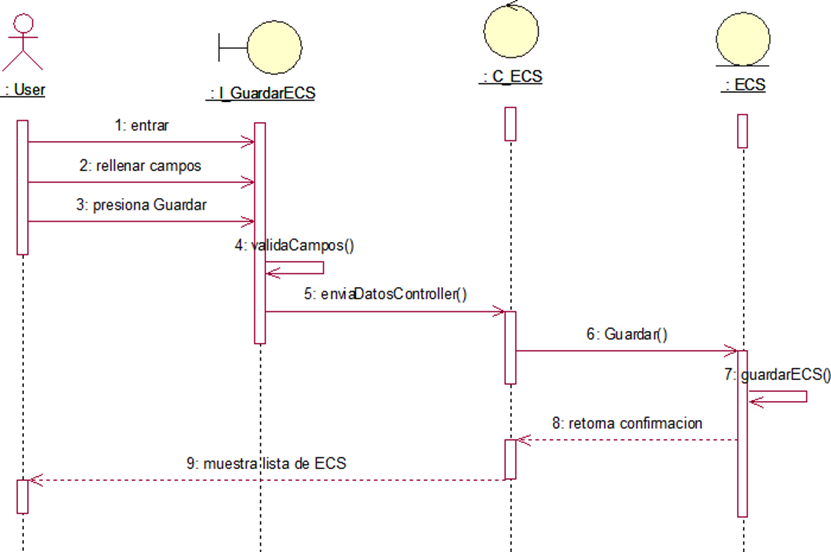 : User
: I_GuardarECS
: C_ECS
: ECS
1: entrar
2: rellenar campos
3: presiona Guardar
4: validaCampos()
5: enviaDatosController()
6: Guardar()
7: guardarECS()
8: retorna confirmacion
9: muestra lista de ECS